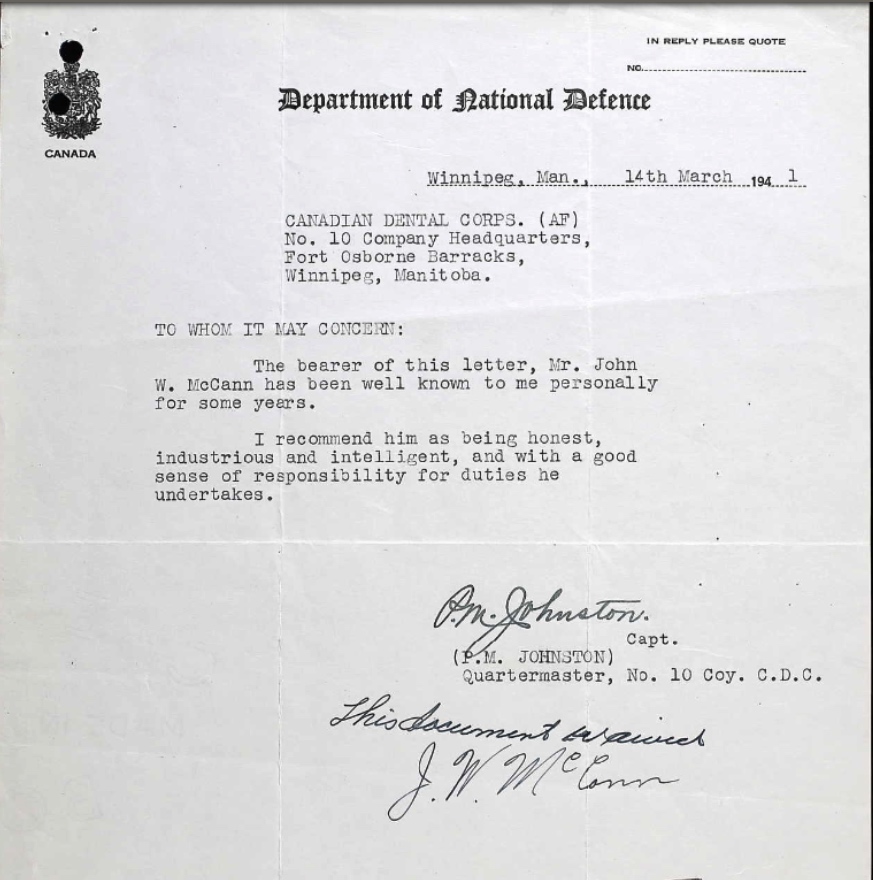 IN REPLY PLEASE QUOTE
NO.
CANADA
Department of National Defence
Winnipeg, Man., 14th March 1941
CANADIAN DENTAL CORPS. (AF)
No. 10 Company Headquarters,
Fort Osborne Barracks,
Winnipeg, Manitoba.
TO WHOM IT MAY CONCERN:
The bearer of this letter, Mr. John
W. McCann has been well known to me personally
for some years.
I recommend him as being honest,
industrious and intelligent, and with a good
sense of responsibility for duties he
undertakes.
P.M. Johnston.
Capt.
(P.M. JOHNSTON)
Quartermaster, No. 10 Coy. C.D.C.
This document
J. W. McCann